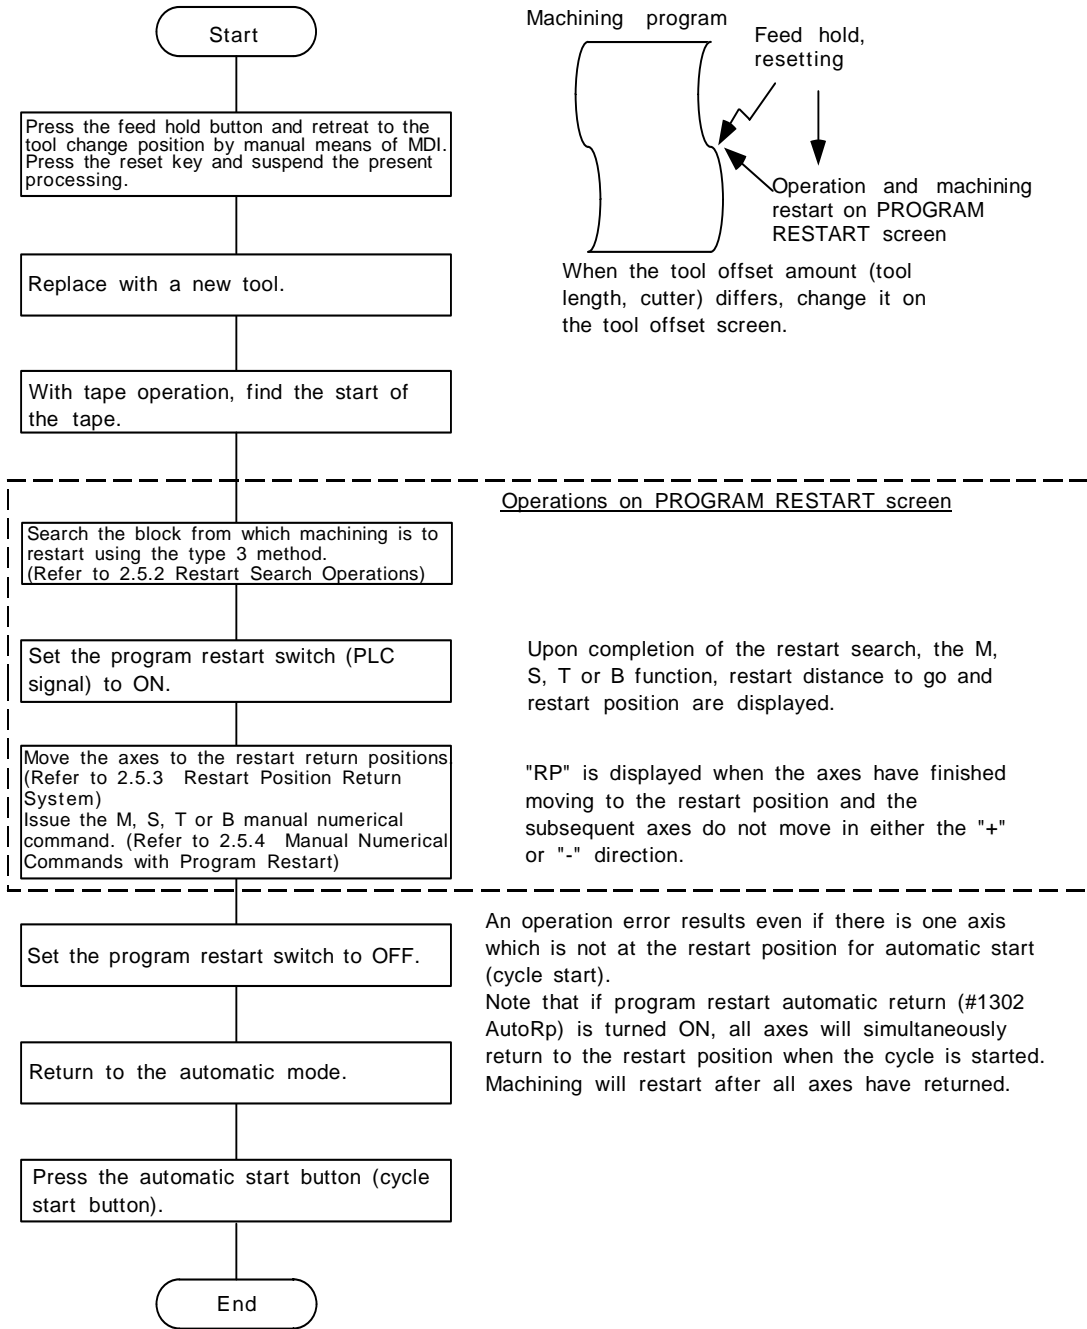 Start
Press the feed hold button and retreat to the
tool change position by manual means of MDI.
Press the reset key and suspend the present
processing.
Replace with a new tool.
With tape operation, find the start of
the tape.
Machining program
Feed hold,
resetting
Operation and machining
restart on PROGRAM
RESTART screen
When the tool offset amount (tool
length, cutter) differs, change it on
the tool offset screen.
Operations on PROGRAM RESTART screen
Search the block from which machining is to
restart using the type 3 method.
(Refer to 2.5.2 Restart Search Operations)
Set the program restart switch (PLC
signal) to ON.
Upon completion of the restart search, the M,
S, T or B function, restart distance to go and
restart position are displayed.
Move the axes to the restart return positions.
(Refer to 2.5.3 Restart Position Return
System)
Issue the M, S, T or B manual numerical
command. (Refer to 2.5.4 Manual Numerical
Commands with Program Restart)
"RP" is displayed when the axes have finished
moving to the restart position and the
subsequent axes do not move in either the "+"
or "-" direction.
Set the program restart switch to OFF.
An operation error results even if there is one axis
which is not at the restart position for automatic start
(cycle start).
Note that if program restart automatic return (#1302
AutoRp) is turned ON, all axes will simultaneously
return to the restart position when the cycle is started.
Machining will restart after all axes have returned.
Return to the automatic mode.
Press the automatic start button (cycle
start button).
End